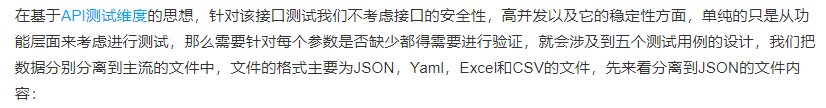 在基于API测试维度的思想，针对该接口测试我们不考虑接口的安全性，高并发以及它的稳定性方面，单纯的只是从功
能层面来考虑进行测试，那么需要针对每个参数是否缺少都得需要进行验证，就会涉及到五个测试用例的设计，我们把
数据分别分离到主流的文件中，文件的格式主要为JSON，Yaml，Excel和CSV的文件，先来看分离到JSON的文件内
容：